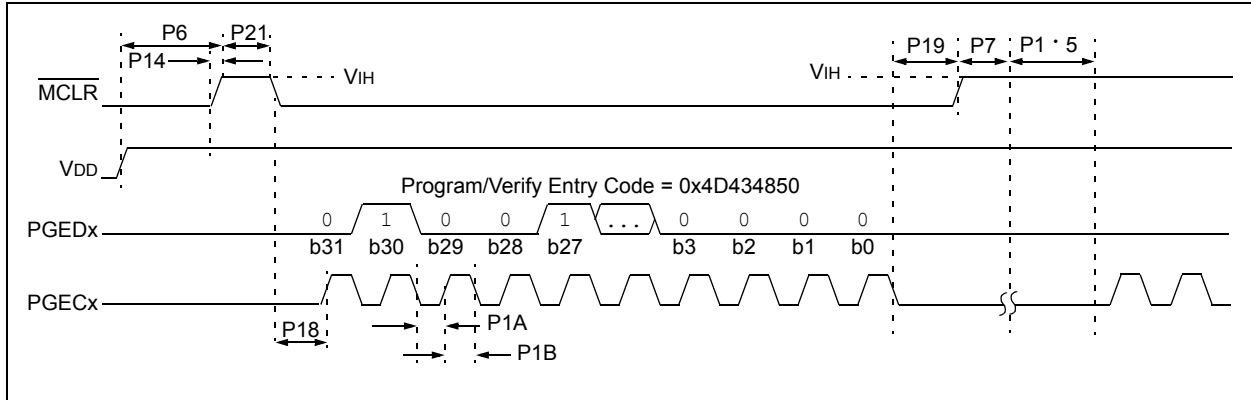 P6 P21 P19 P7 P1 · 5
P14
VIH VIH
MCLR
VDD
Program/Verify Entry Code = 0x4D434850
0 1 0 0 1 ... 0 0 0 0
PGEDx
b31 b30 b29 b28 b27 b3 b2 b1 b0
PGECx
P18 P1A
P1B